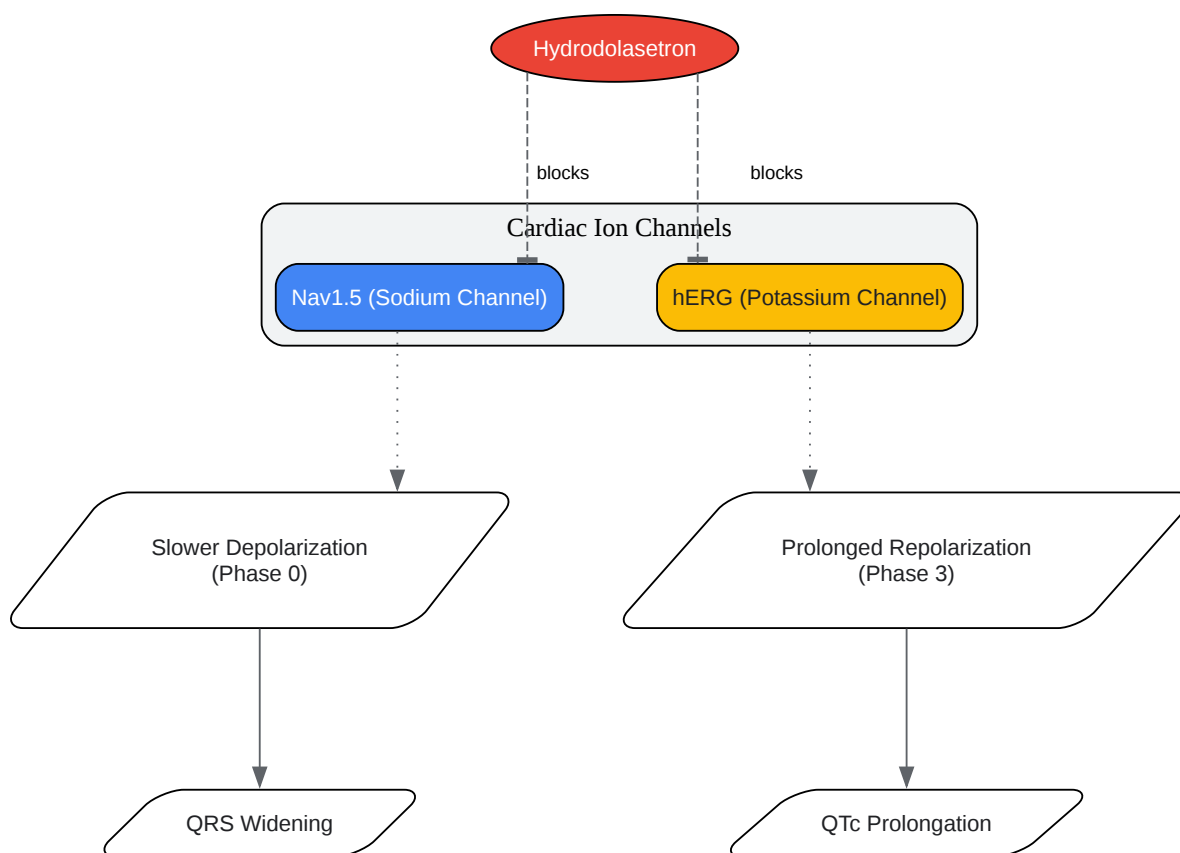 Hydrodolasetron
blocks
blocks
Cardiac Ion Channels
Nav1.5 (Sodium Channel)
hERG (Potassium Channel)
Slower Depolarization
(Phase 0)
Prolonged Repolarization
(Phase 3)
QRS Widening
QTc Prolongation